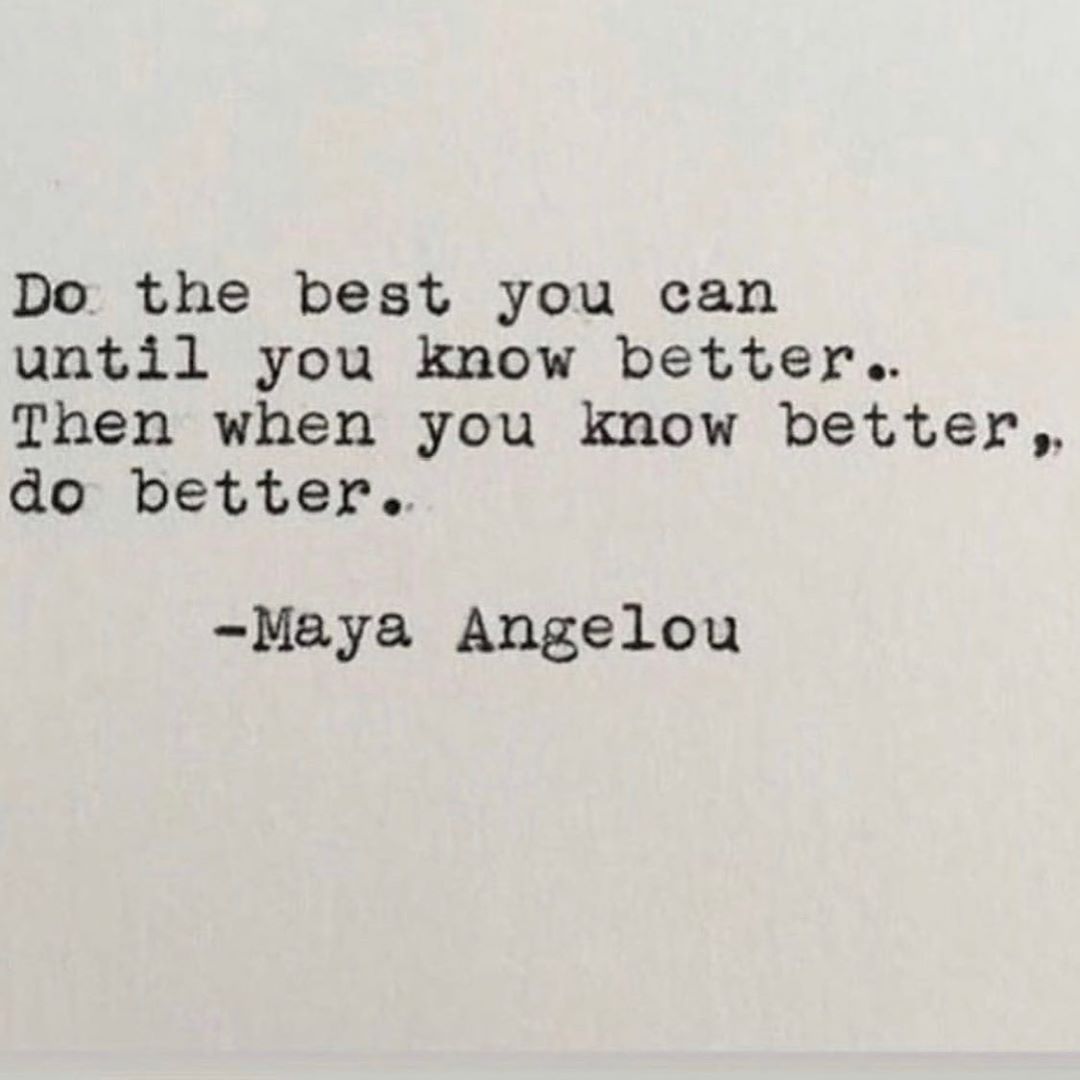 Do the best you can
until you know better.
Then when you know better,
do better.
-Maya Angelou